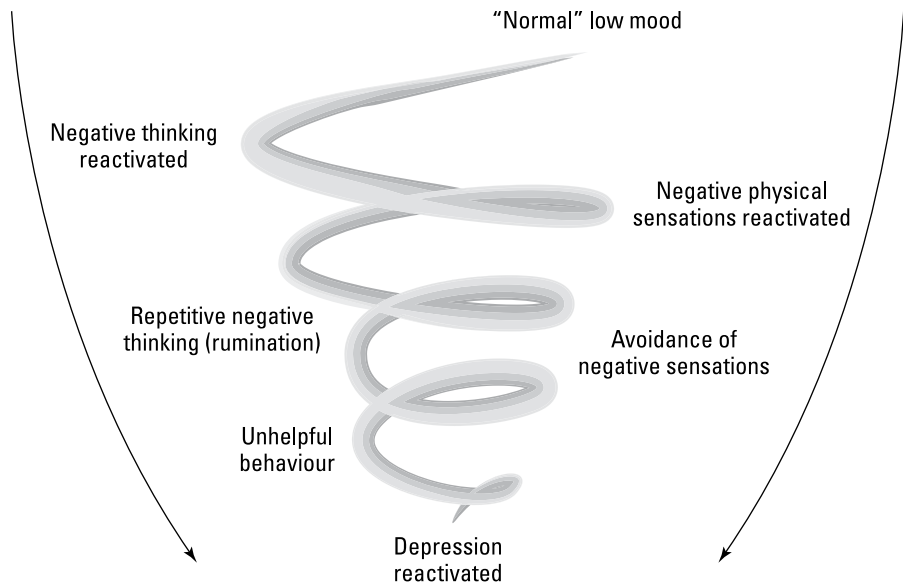 “Normal” low mood
Negative thinking
reactivated
Negative physical
sensations reactivated
Repetitive negative
thinking (rumination)
Avoidance of
negative sensations
Unhelpful
behaviour
Depression
reactivated